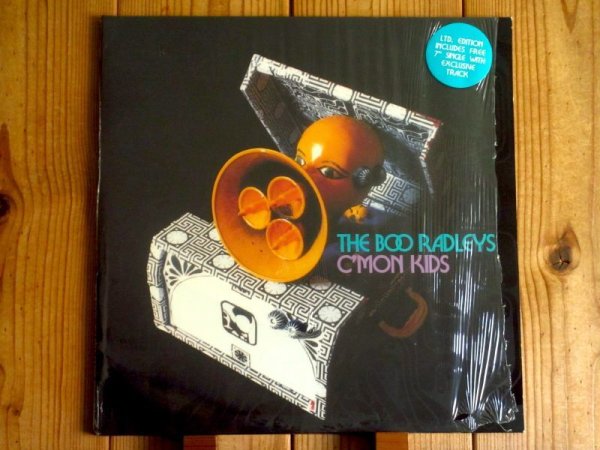 LTD. EDITION
INCLUDES FREE
7" SINGLE WITH
EXCLUSIVE
TRACK
THE BOO RADLEYS
C'MON KIDS